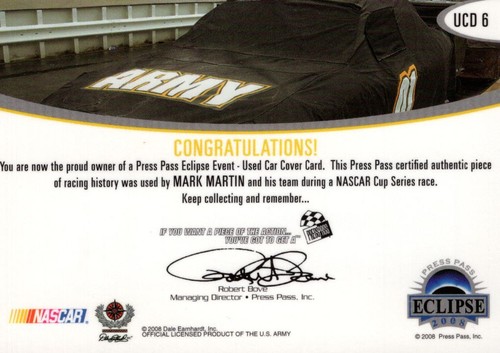 UCD 6
ARMY
CONGRATULATIONS!
You are now the proud owner of a Press Pass Eclipse Event - Used Car Cover Card. This Press Pass certified authentic piece
of racing history was used by MARK MARTIN and his team during a NASCAR Cup Series race.
Keep collecting and remember...
IF YOU WANT A PIECE OF THE ACTION...
YOU'VE GOT TO GET A
PRESS PASS
Robert Bove
Managing Director • Press Pass, Inc.
NASCAR
PRESS PASS
ECLIPSE
2008
©2008 Dale Earnhardt, Inc.
OFFICIAL LICENSED PRODUCT OF THE U.S. ARMY
©2008 Press Pass, Inc.